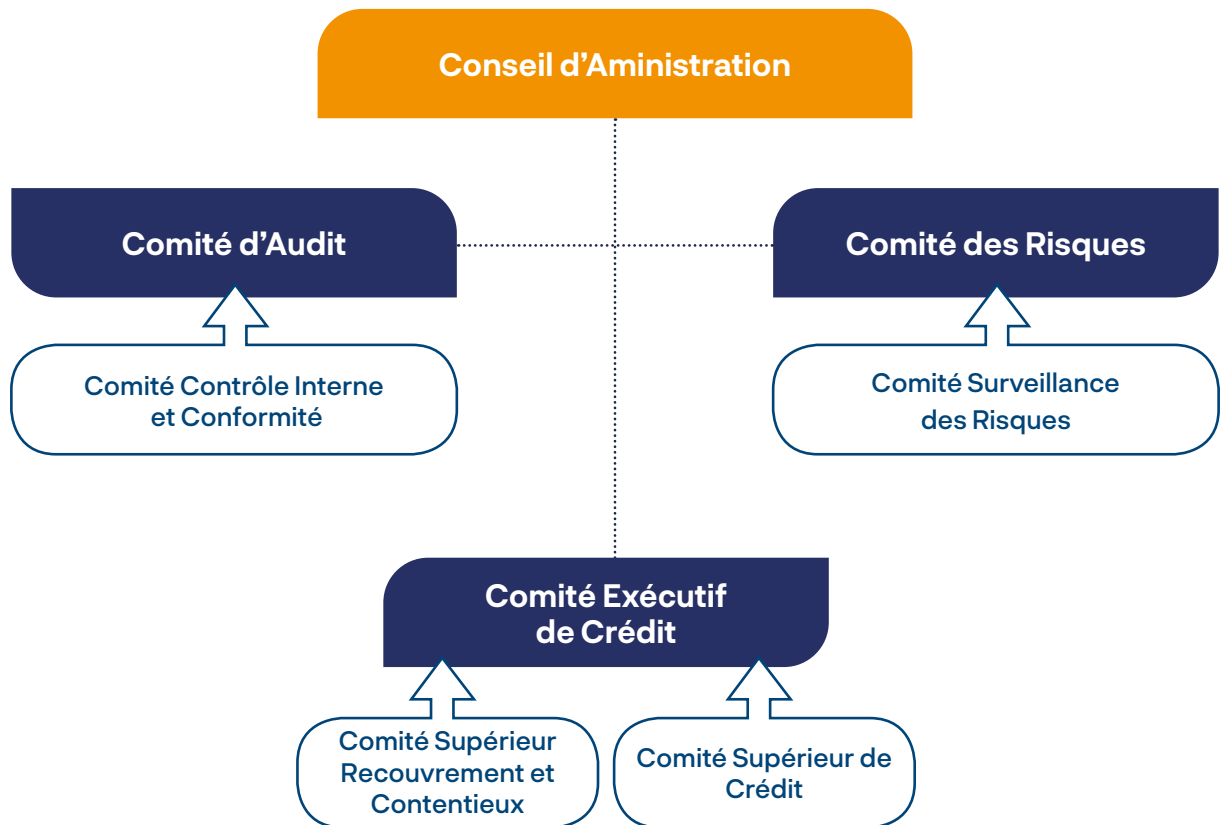 Conseil d’Aministration
Comité d’Audit
Comité des Risques
Comité Contrôle Interne
et Conformité
Comité Surveillance
des Risques
Comité Exécutif
de Crédit
Comité Supérieur
Recouvrement et
Contentieux
Comité Supérieur de
Crédit